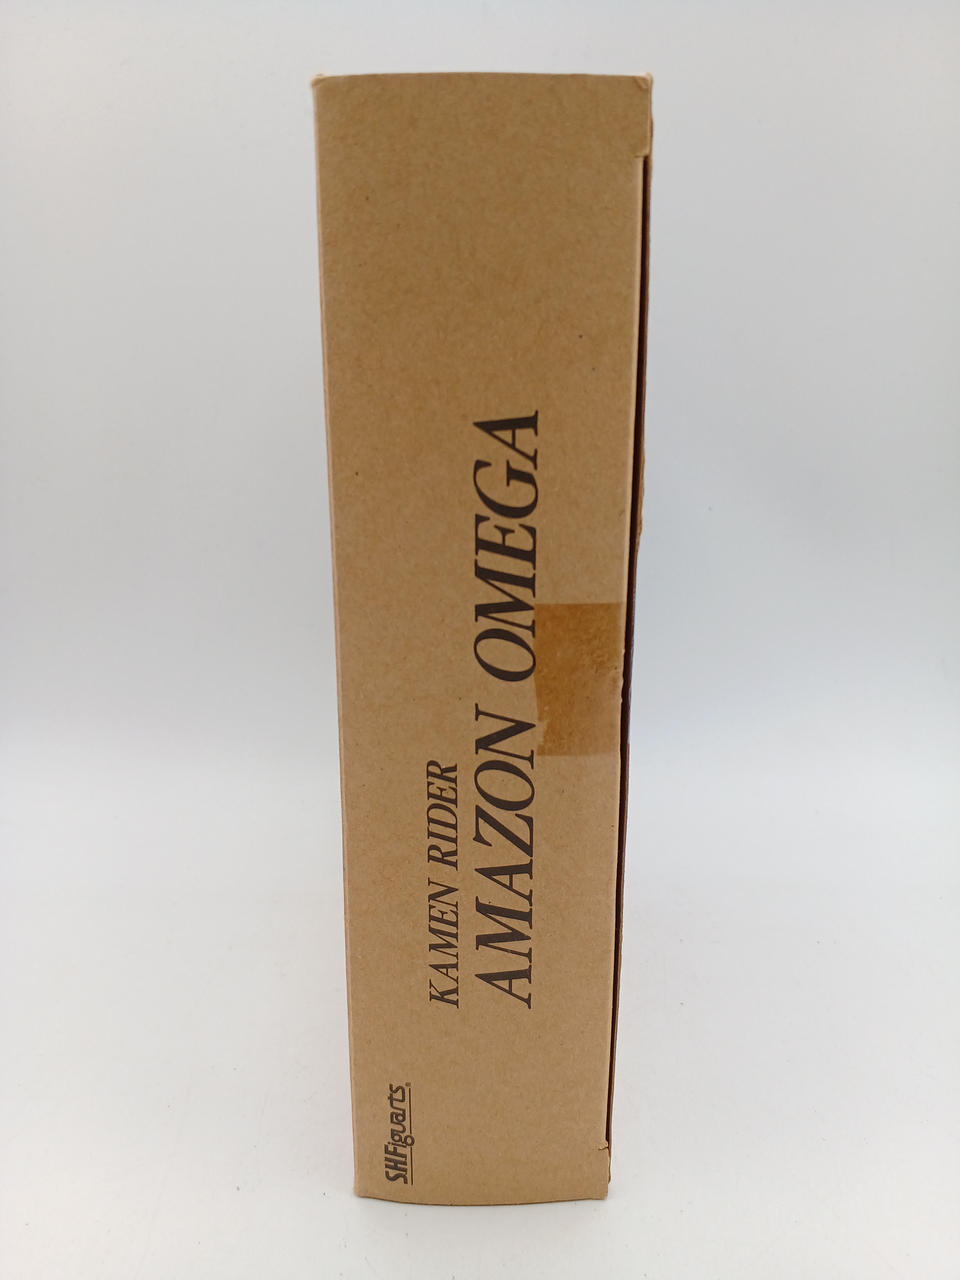 KAMEN RIDER
AMAZON OMEGA
S.H.Figuarts